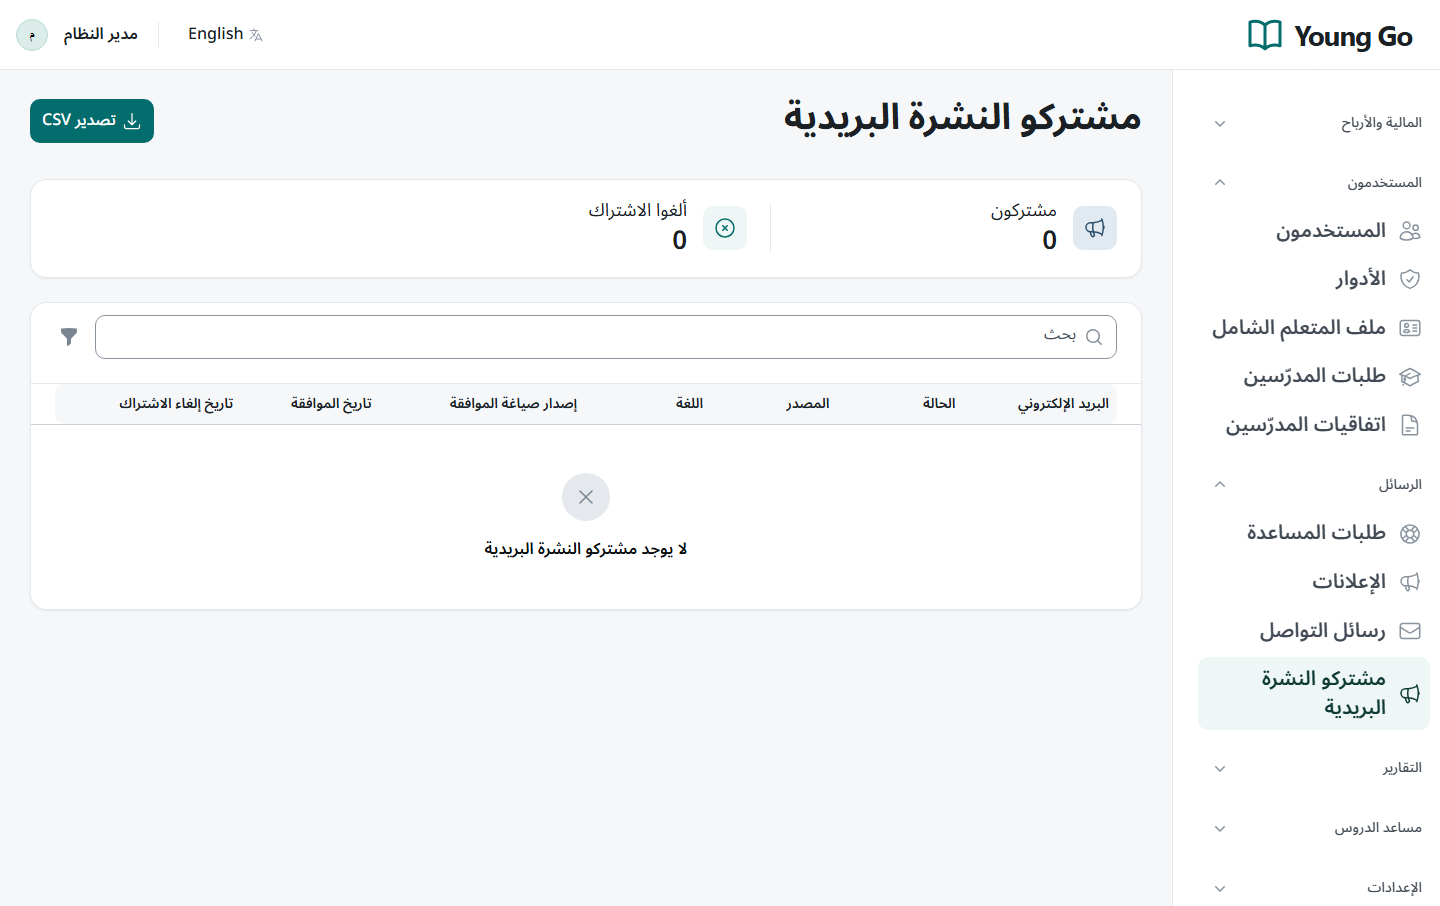 Young Go
English
مدير النظام
م
المالية والأرباح
المستخدمون
المستخدمون
الأدوار
ملف المتعلم الشامل
طلبات المدرّسين
اتفاقيات المدرّسين
الرسائل
طلبات المساعدة
الإعلانات
رسائل التواصل
مشتركو النشرة
البريدية
التقارير
مساعد الدروس
الإعدادات
مشتركو النشرة البريدية
تصدير CSV
مشتركون
0
ألغوا الاشتراك
0
بحث
البريد الإلكتروني
الحالة
المصدر
اللغة
إصدار صياغة الموافقة
تاريخ الموافقة
تاريخ إلغاء الاشتراك
لا يوجد مشتركو النشرة البريدية